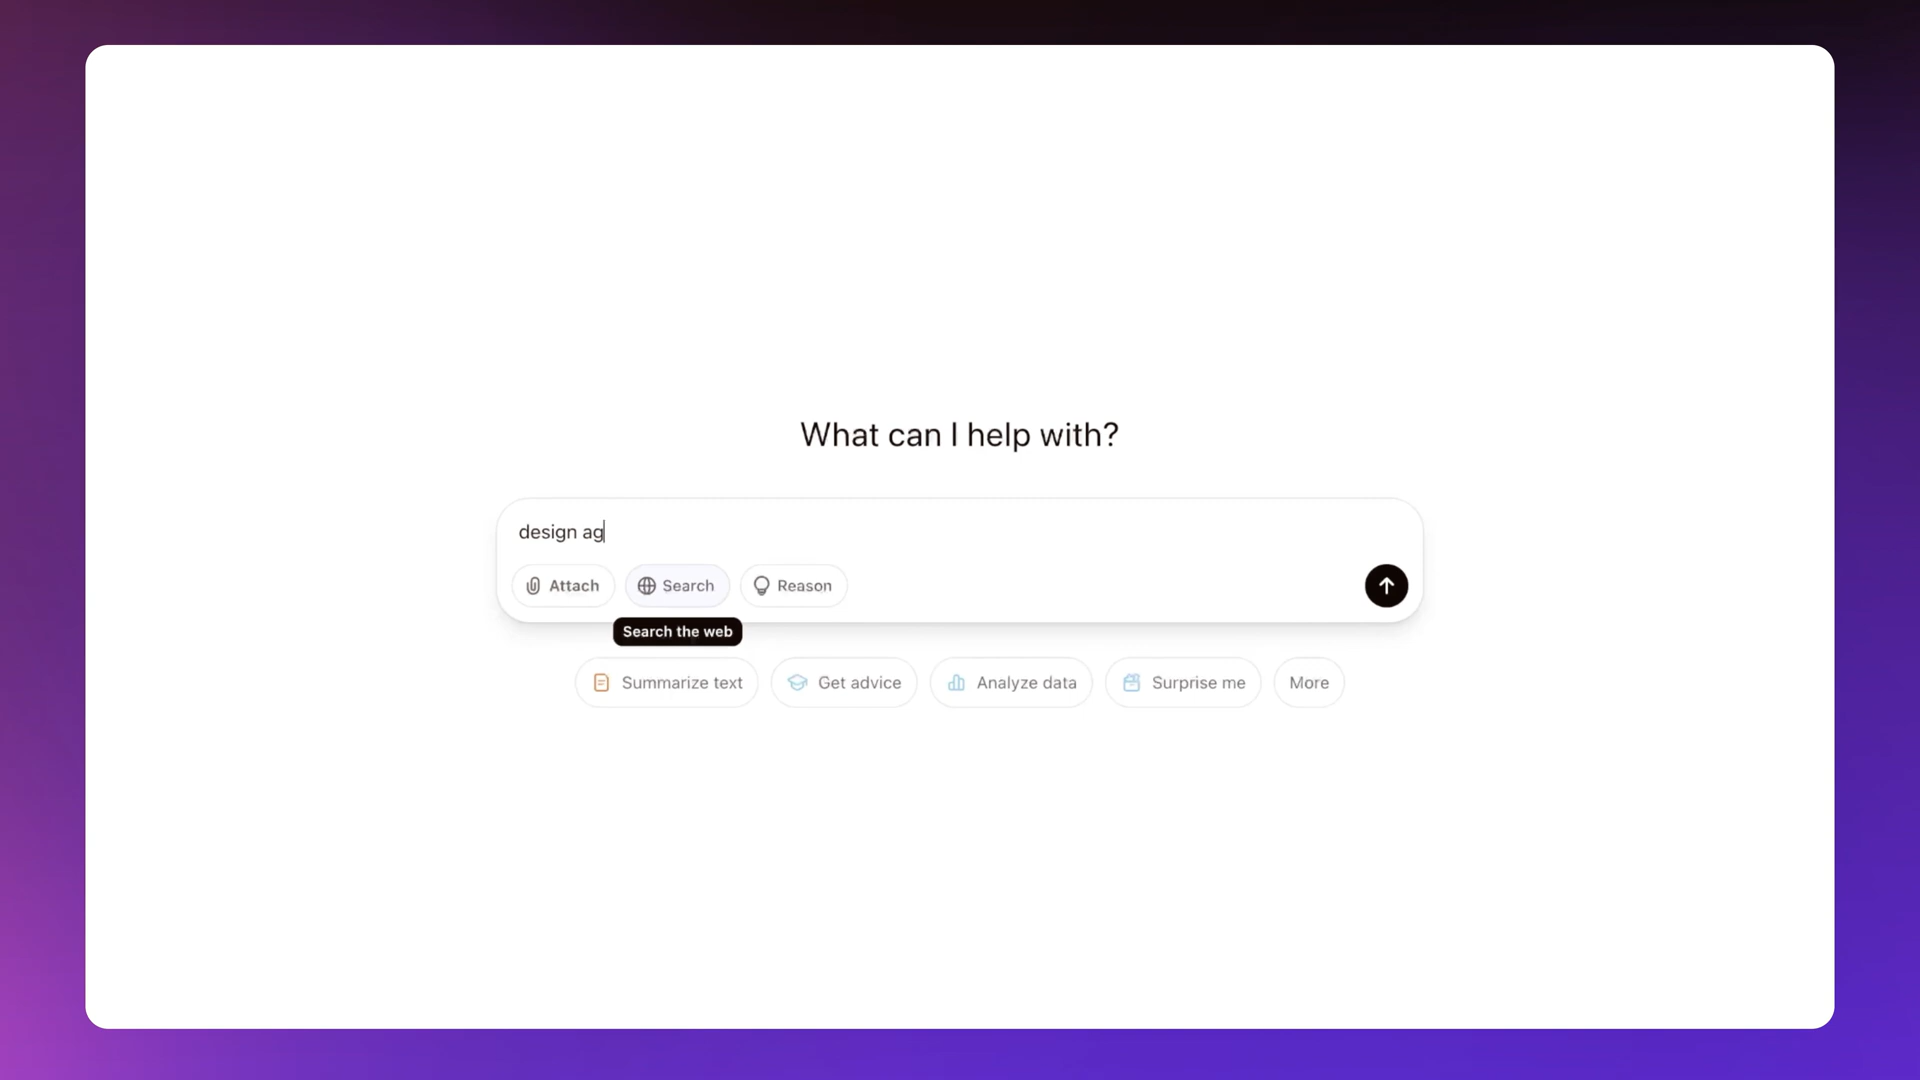 What can I help with?
design ag
Attach Search Reason
Search the web
Summarize text Get advice Analyze data Surprise me More